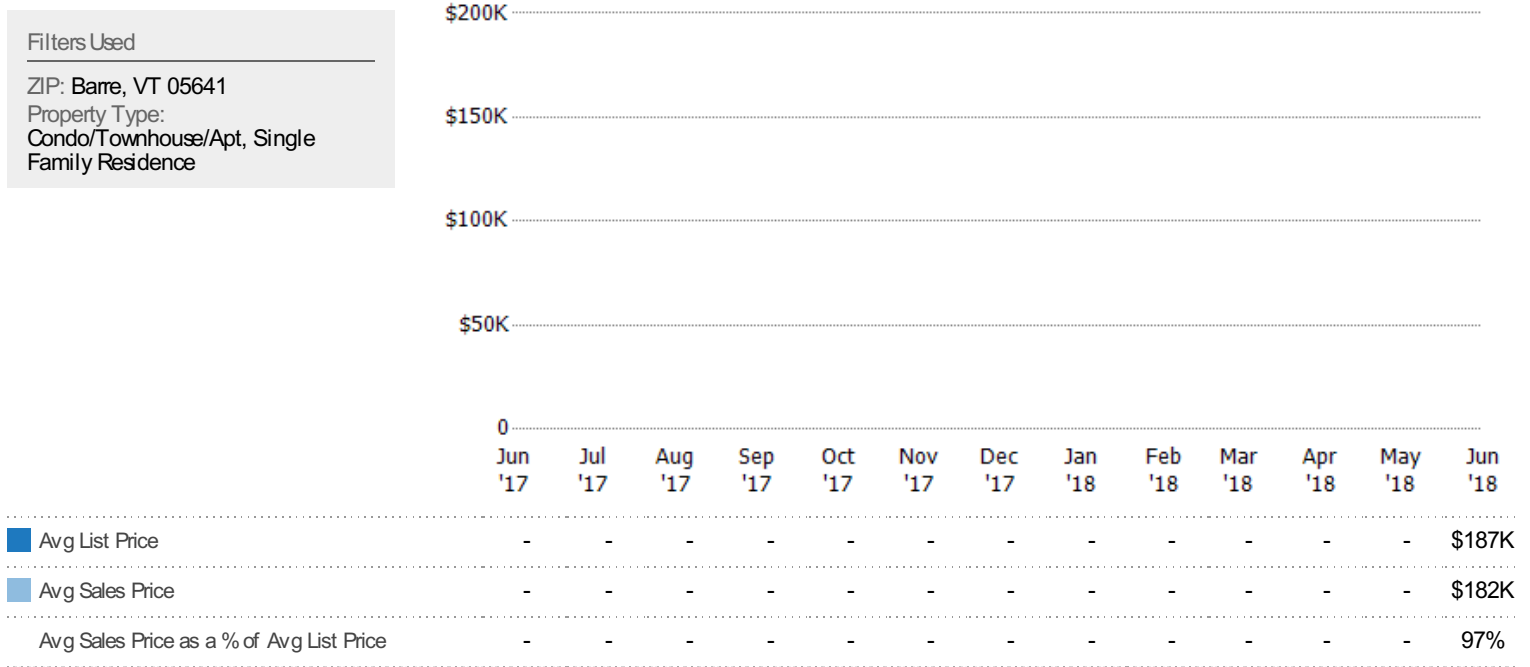 Filters Used
ZIP: Barre, VT 05641
Property Type:
Condo/Townhouse/Apt, Single
Family Residence
$200K
$150K
$100K
$50K
0
Jun Jul Aug Sep Oct Nov Dec Jan Feb Mar Apr May Jun
'17 '17 '17 '17 '17 '17 '17 '18 '18 '18 '18 '18 '18
Avg List Price - - - - - - - - - - - - $187K
Avg Sales Price - - - - - - - - - - - - $182K
Avg Sales Price as a % of Avg List Price - - - - - - - - - - - - 97%